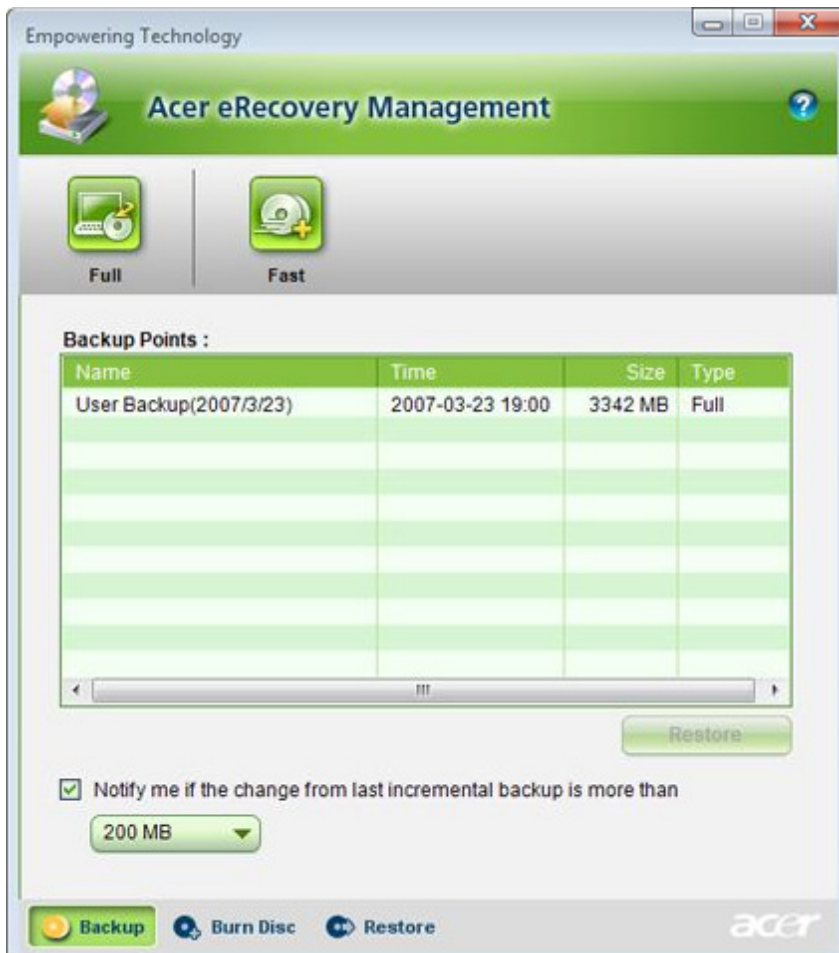 Empowering Technology
Acer eRecovery Management
?
Full Fast
Backup Points :
Name Time Size Type
User Backup(2007/3/23) 2007-03-23 19:00 3342 MB Full
Restore
Notify me if the change from last incremental backup is more than
200 MB
Backup Burn Disc Restore acer